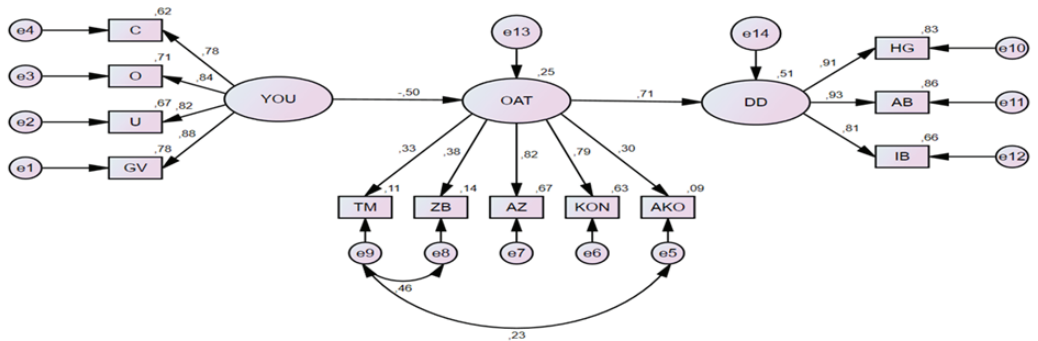 e4 C ,62
,78
e3 O ,71
,84
e2 U ,67
,82
e1 GV ,78
,88
YOU
-,50
e13
,25
OAT
,71
e14
,51
DD
,91
HG ,83
e10
,93
AB ,86
e11
,81
IB ,66
e12
,33
,38
,82
,79
,30
,11
,14
,67
,63
,09
TM ZB AZ KON AKO
e9 e8 e7 e6 e5
,46
,23